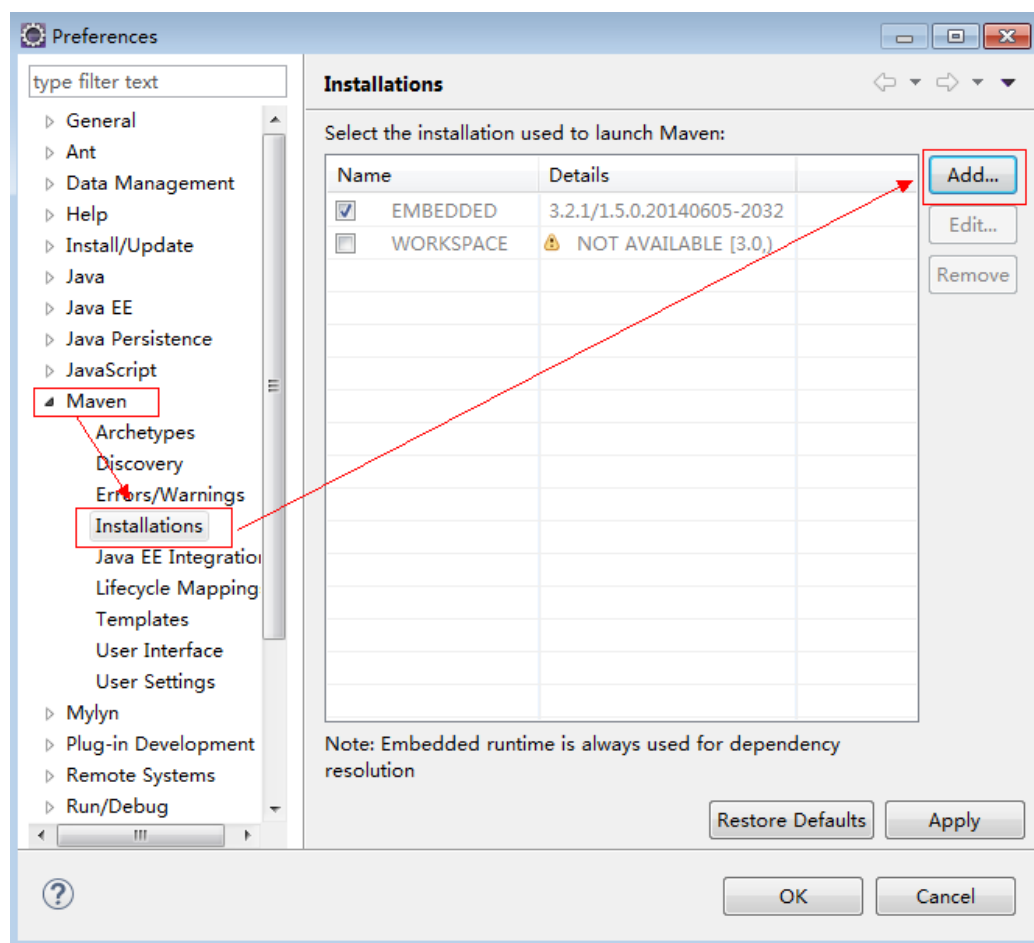 Preferences
type filter text
General
Ant
Data Management
Help
Install/Update
Java
Java EE
Java Persistence
JavaScript
Maven
Archetypes
Discovery
Errors/Warnings
Installations
Java EE Integration
Lifecycle Mapping
Templates
User Interface
User Settings
Mylyn
Plug-in Development
Remote Systems
Run/Debug
Installations
Select the installation used to launch Maven:
Name Details
EMBEDDED 3.2.1/1.5.0.20140605-2032
WORKSPACE NOT AVAILABLE [3.0,)
Add...
Edit...
Remove
Note: Embedded runtime is always used for dependency
resolution
Restore Defaults Apply
OK Cancel